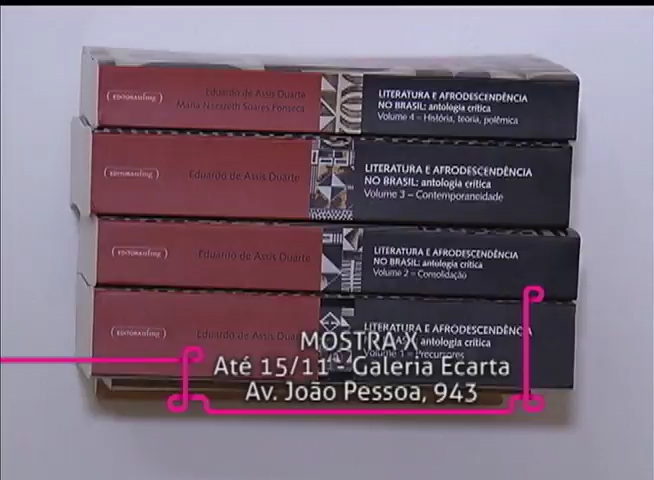 EDITORAufmg
Eduardo de Assis Duarte
Maria Nazareth Soares Fonseca
LITERATURA E AFRODESCENDÊNCIA
NO BRASIL: antologia crítica
Volume 4 – História, teoria, polêmica
EDITORAufmg
Eduardo de Assis Duarte
LITERATURA E AFRODESCENDÊNCIA
NO BRASIL: antologia crítica
Volume 3 – Contemporaneidade
EDITORAufmg
Eduardo de Assis Duarte
LITERATURA E AFRODESCENDÊNCIA
NO BRASIL: antologia crítica
Volume 2 – Consolidação
EDITORAufmg
Eduardo de Assis Duarte
LITERATURA E AFRODESCENDÊNCIA
antologia crítica
Volume 1 – Precursores
MOSTRA X
Até 15/11 - Galeria Ecarta
Av. João Pessoa, 943